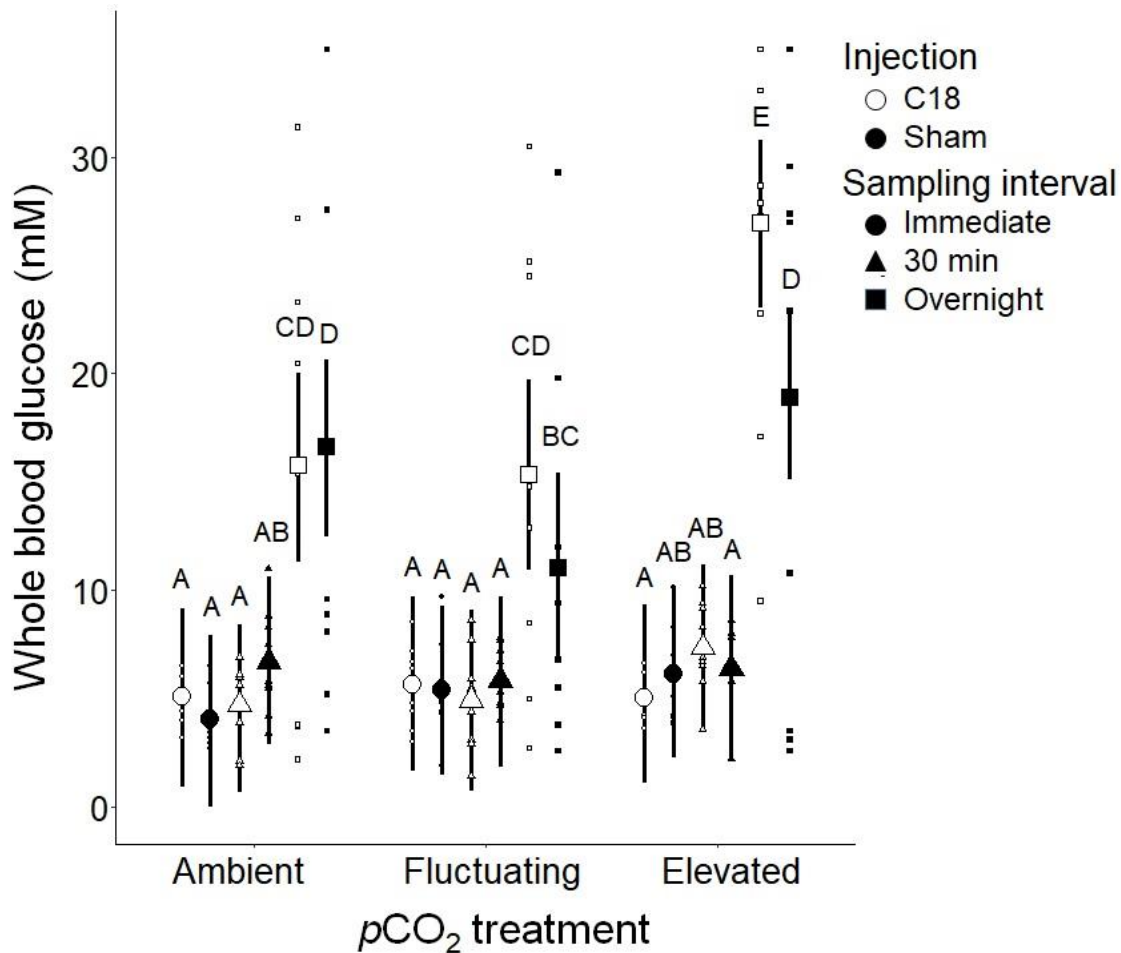 Whole blood glucose (mM)
30
20
10
0
A
A
A
AB
CD
D
A
A
A
A
CD
BC
A
AB
AB
A
E
D
Ambient
Fluctuating
Elevated
pCO₂ treatment
Injection
C18
Sham
Sampling interval
Immediate
30 min
Overnight